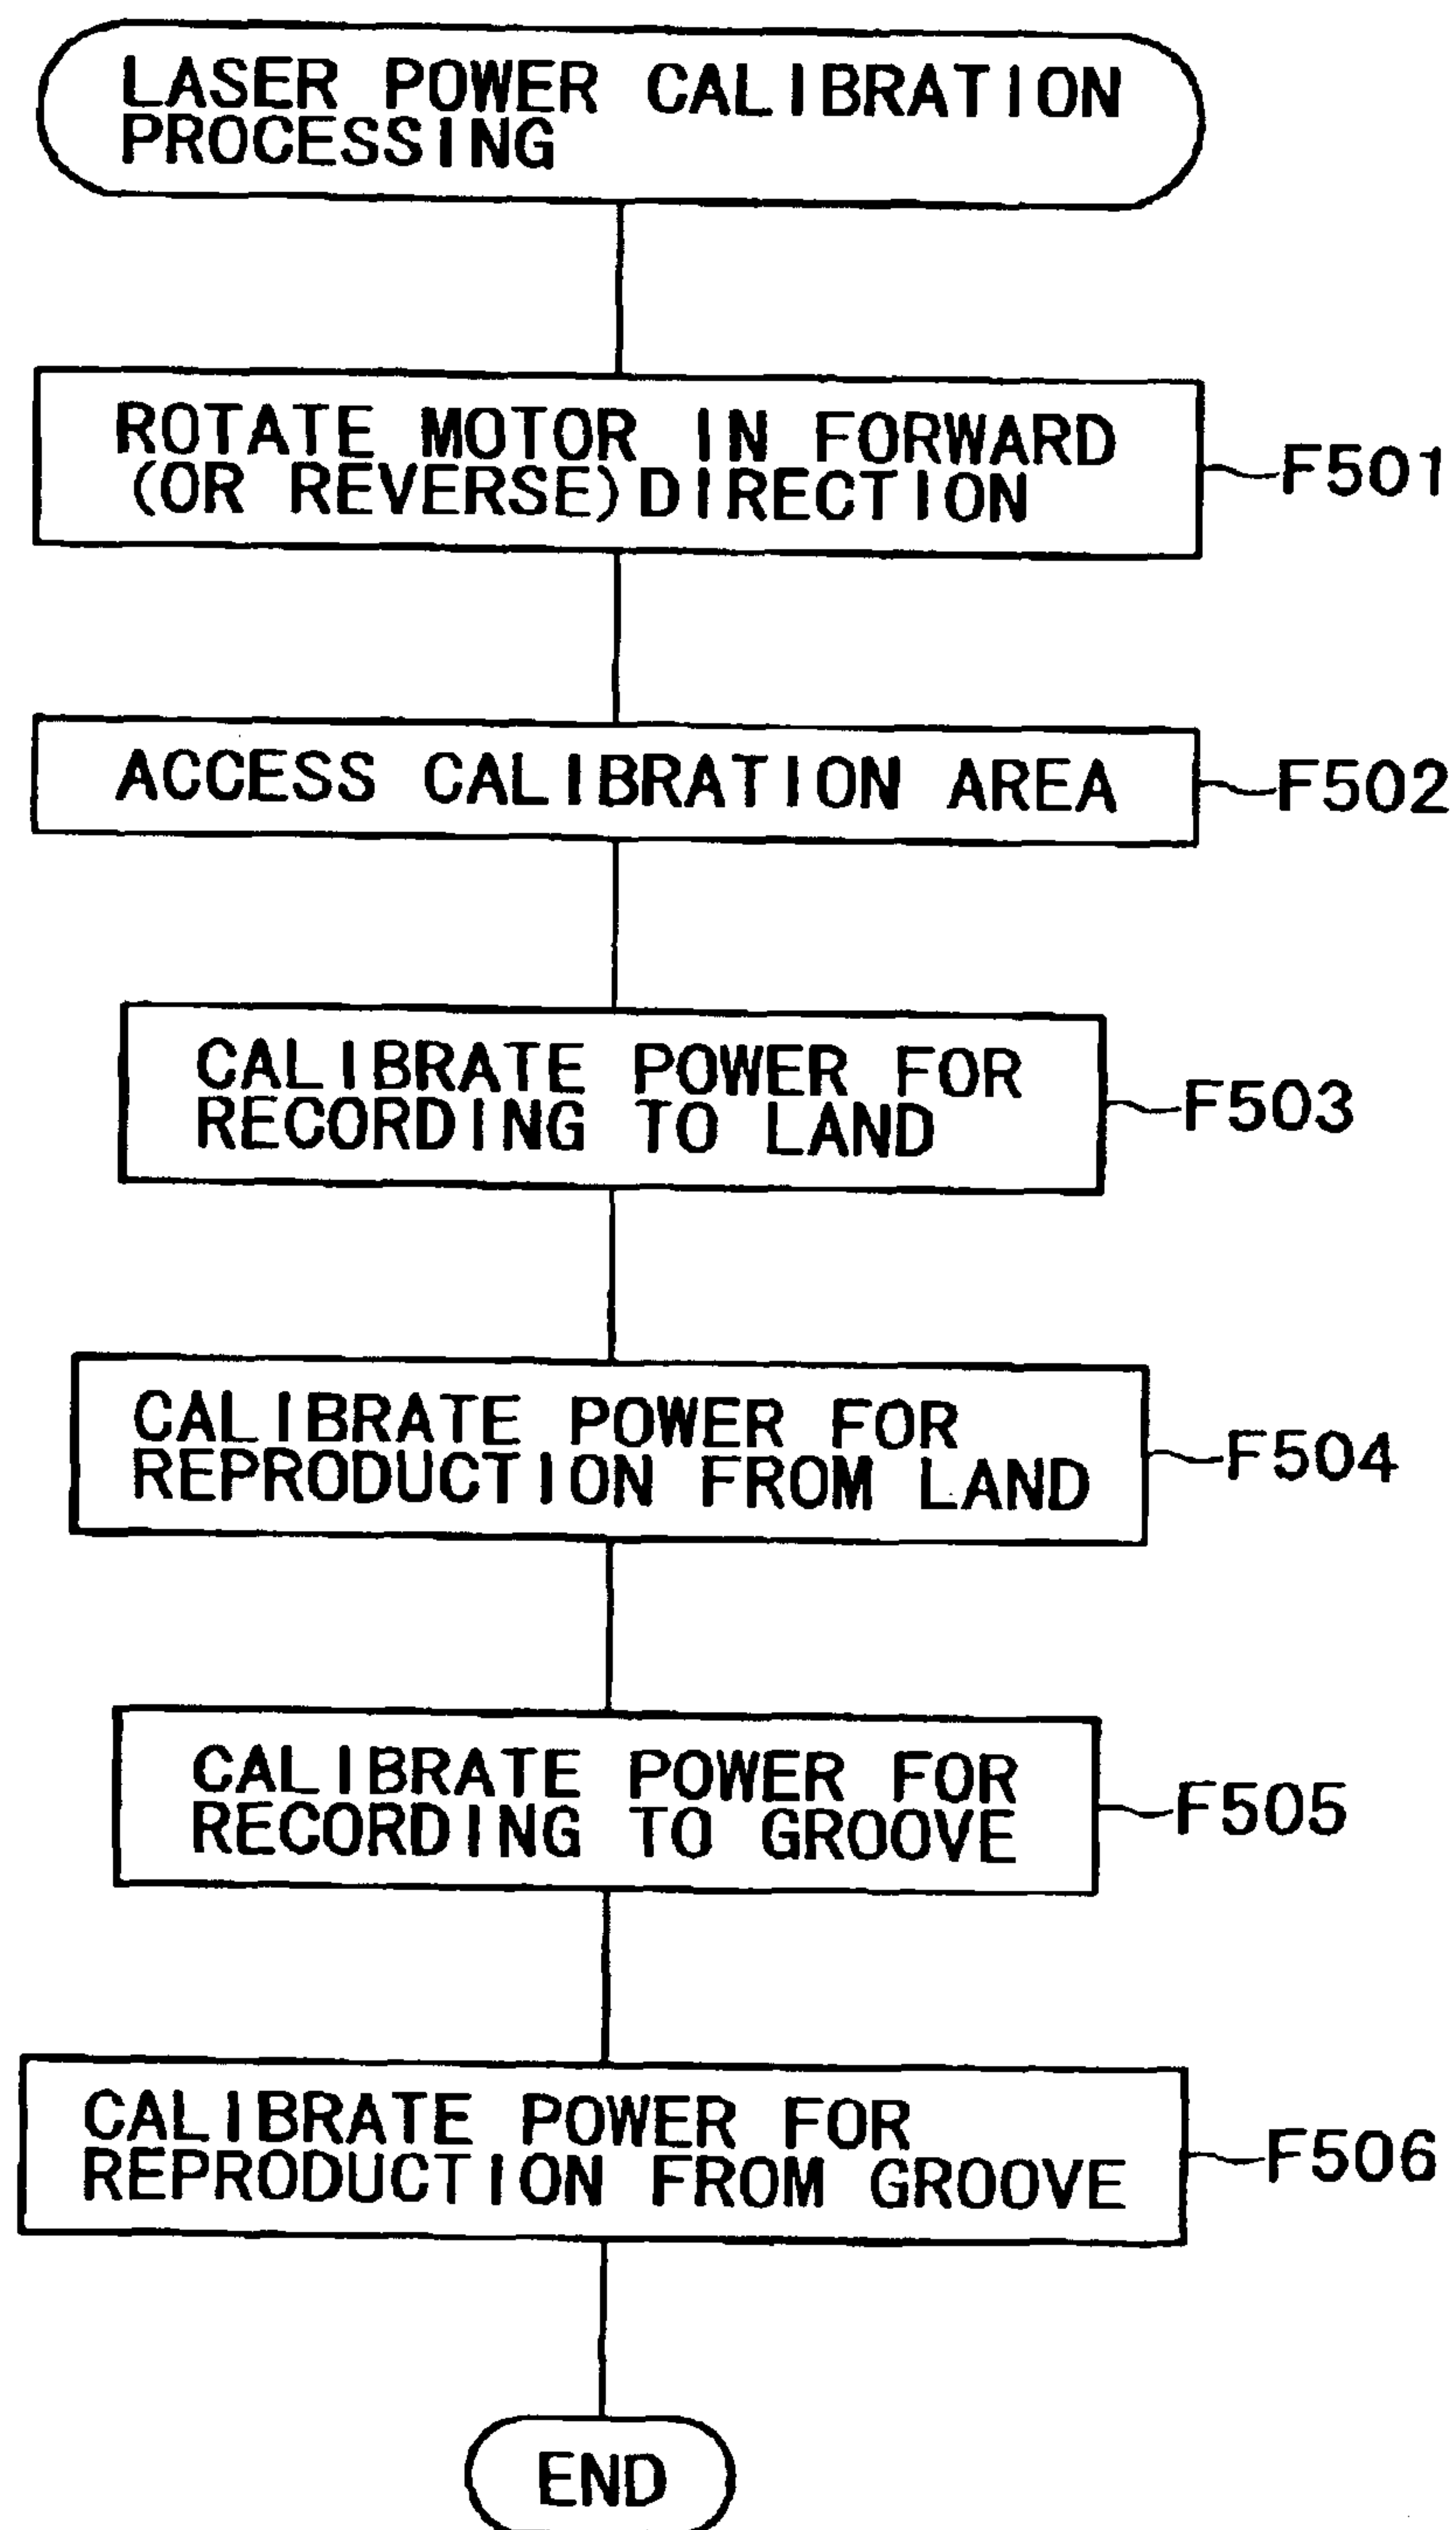 LASER POWER CALIBRATION
PROCESSING
ROTATE MOTOR IN FORWARD
(OR REVERSE) DIRECTION
F501
ACCESS CALIBRATION AREA
F502
CALIBRATE POWER FOR
RECORDING TO LAND
F503
CALIBRATE POWER FOR
REPRODUCTION FROM LAND
F504
CALIBRATE POWER FOR
RECORDING TO GROOVE
F505
CALIBRATE POWER FOR
REPRODUCTION FROM GROOVE
F506
END